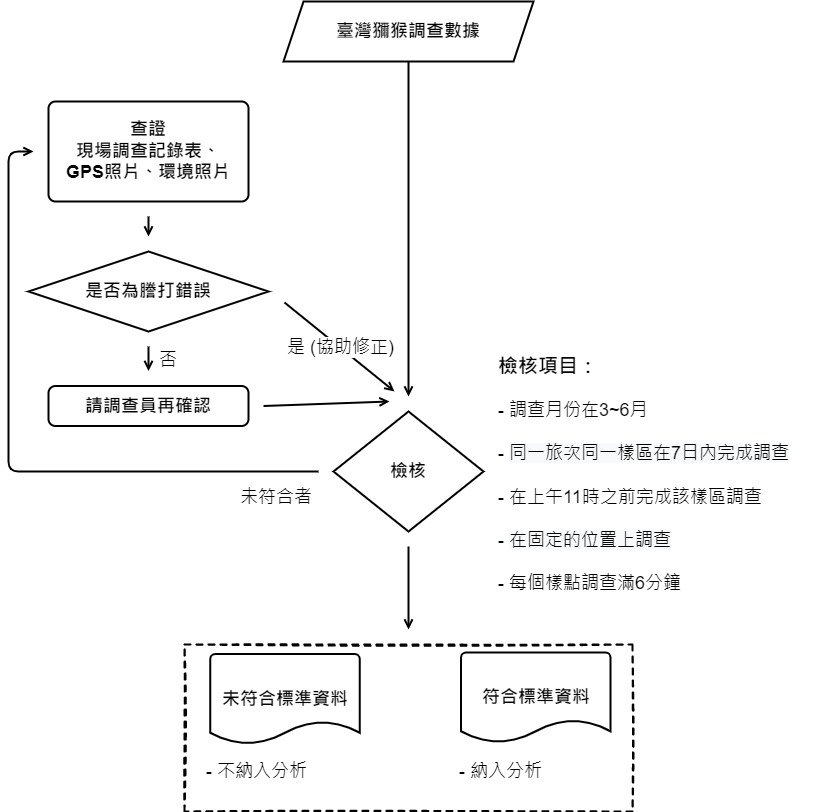 臺灣獼猴調查數據
查證
現場調查記錄表、
GPS照片、環境照片
是否為謄打錯誤
是 (協助修正)
否
請調查員再確認
檢核
未符合者
檢核項目：
- 調查月份在3~6月
- 同一旅次同一樣區在7日內完成調查
- 在上午11時之前完成該樣區調查
- 在固定的位置上調查
- 每個樣點調查滿6分鐘
未符合標準資料
- 不納入分析
符合標準資料
- 納入分析